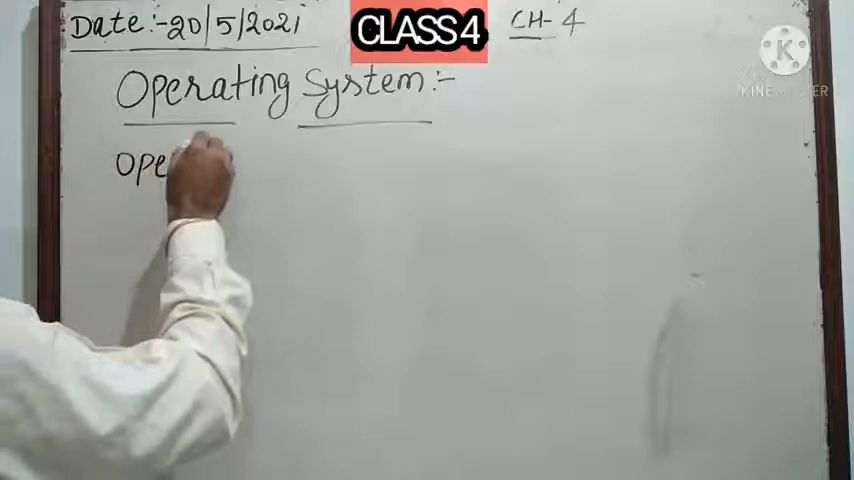 Date :- 20/5/2021 CLASS 4 CH- 4
Operating System :-
Ope
KINEMASTER